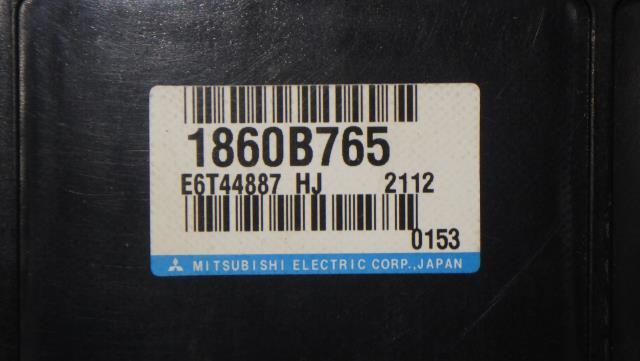 1860B765
E6T44887 HJ 2112
0153
MITSUBISHI ELECTRIC CORP.,JAPAN